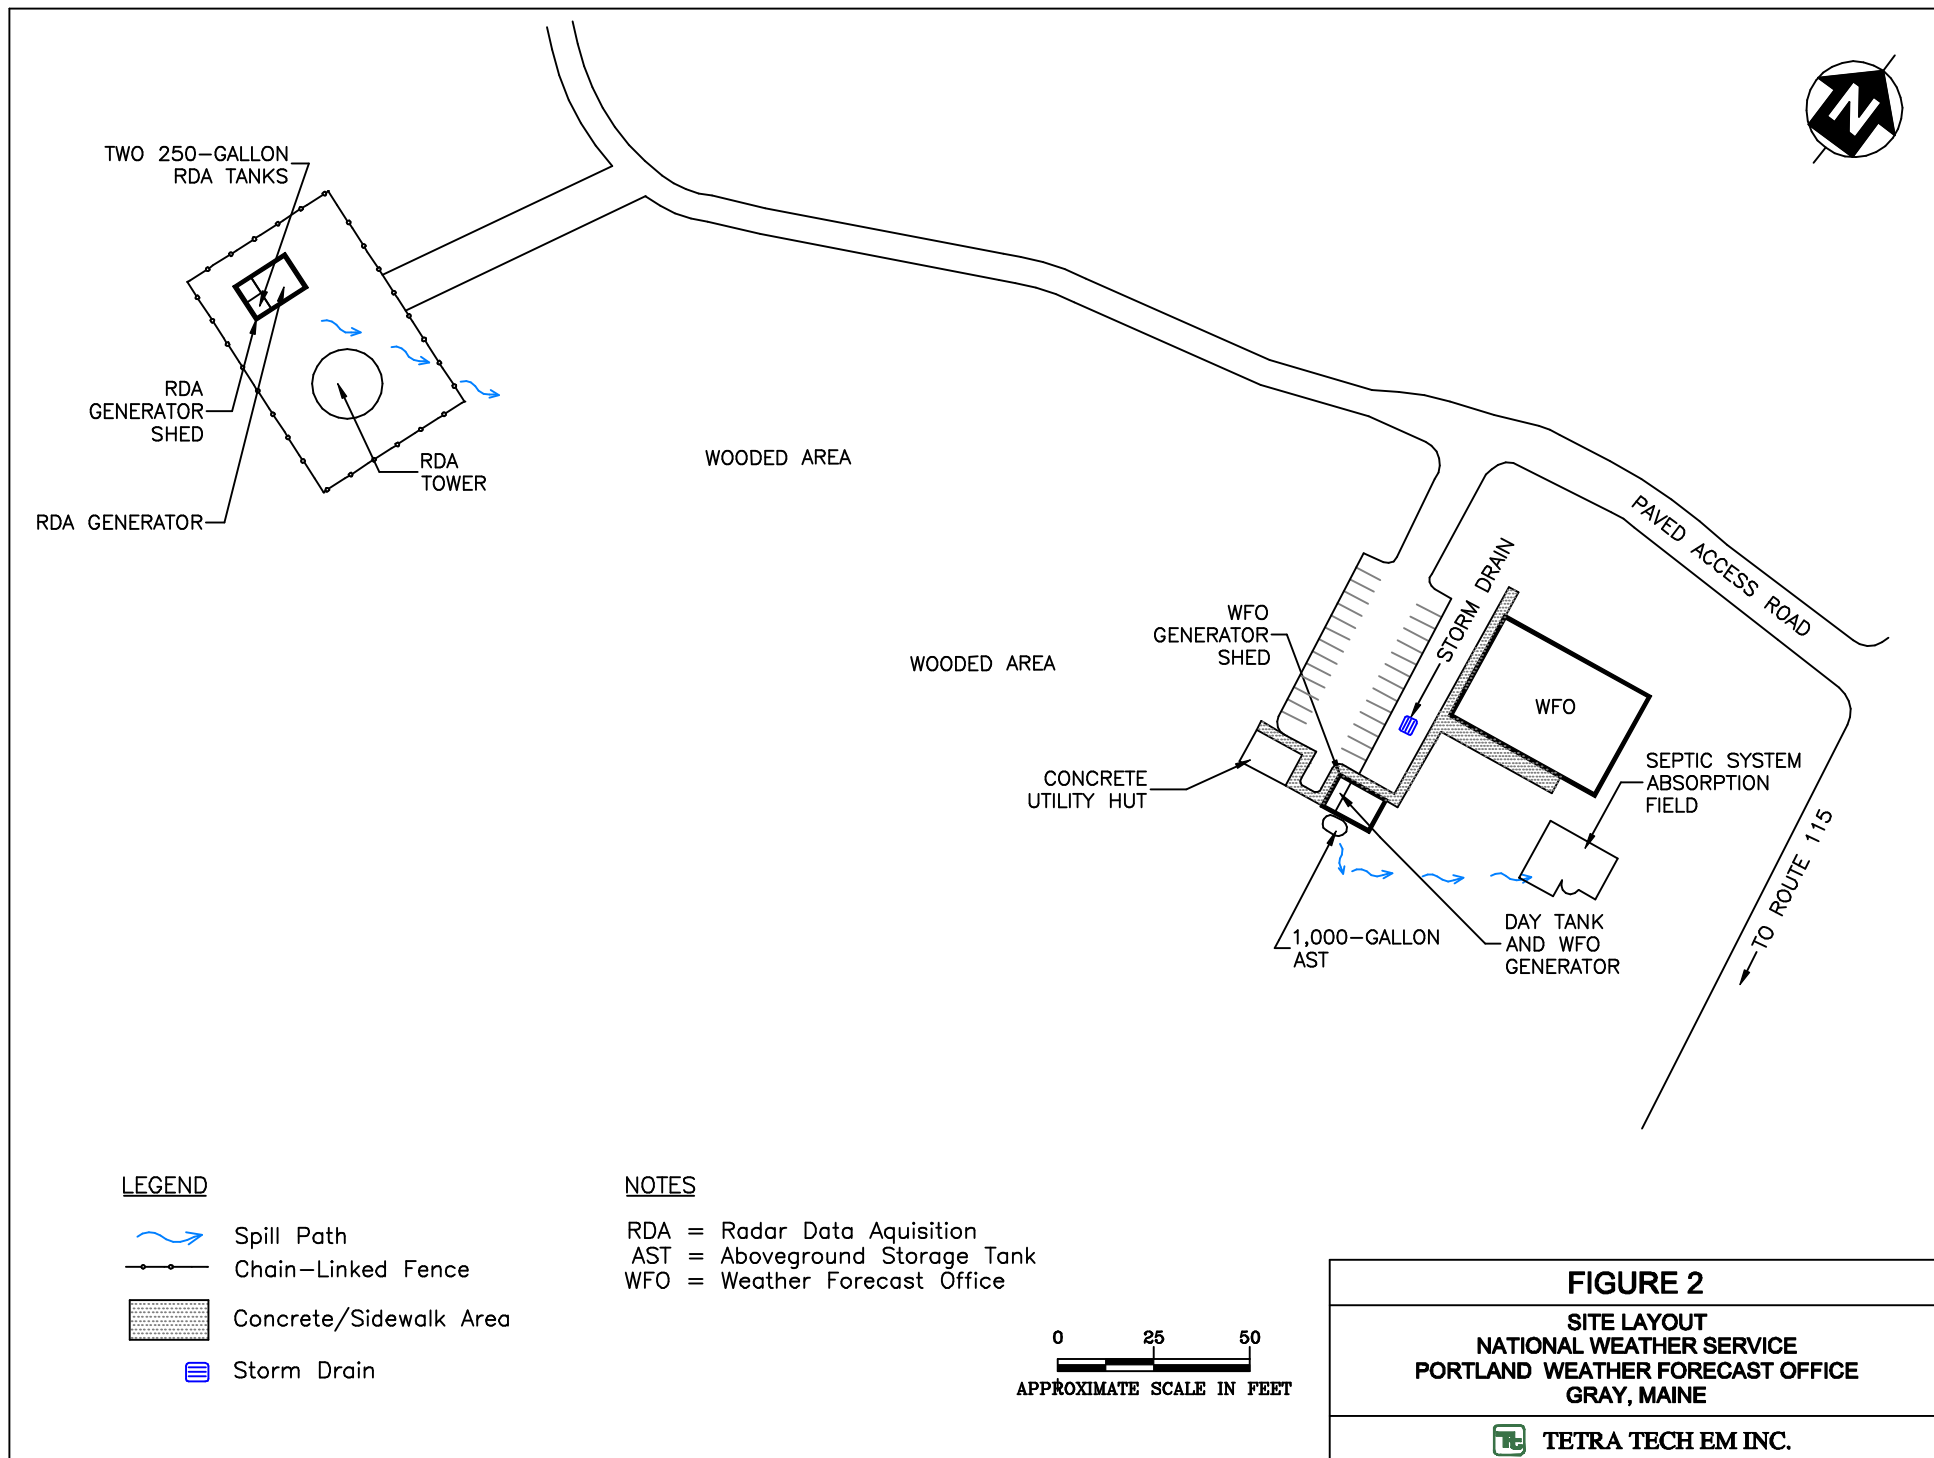 N
TWO 250-GALLON
RDA TANKS
RDA
GENERATOR
SHED
RDA
TOWER
RDA GENERATOR
WOODED AREA
WOODED AREA
PAVED ACCESS ROAD
STORM DRAIN
WFO
GENERATOR
SHED
WFO
CONCRETE
UTILITY HUT
SEPTIC SYSTEM
ABSORPTION
FIELD
1,000-GALLON
AST
DAY TANK
AND WFO
GENERATOR
TO ROUTE 115
LEGEND
Spill Path
Chain-Linked Fence
Concrete/Sidewalk Area
Storm Drain
NOTES
RDA = Radar Data Aquisition
AST = Aboveground Storage Tank
WFO = Weather Forecast Office
0 25 50
APPROXIMATE SCALE IN FEET
FIGURE 2
SITE LAYOUT
NATIONAL WEATHER SERVICE
PORTLAND WEATHER FORECAST OFFICE
GRAY, MAINE
TETRA TECH EM INC.